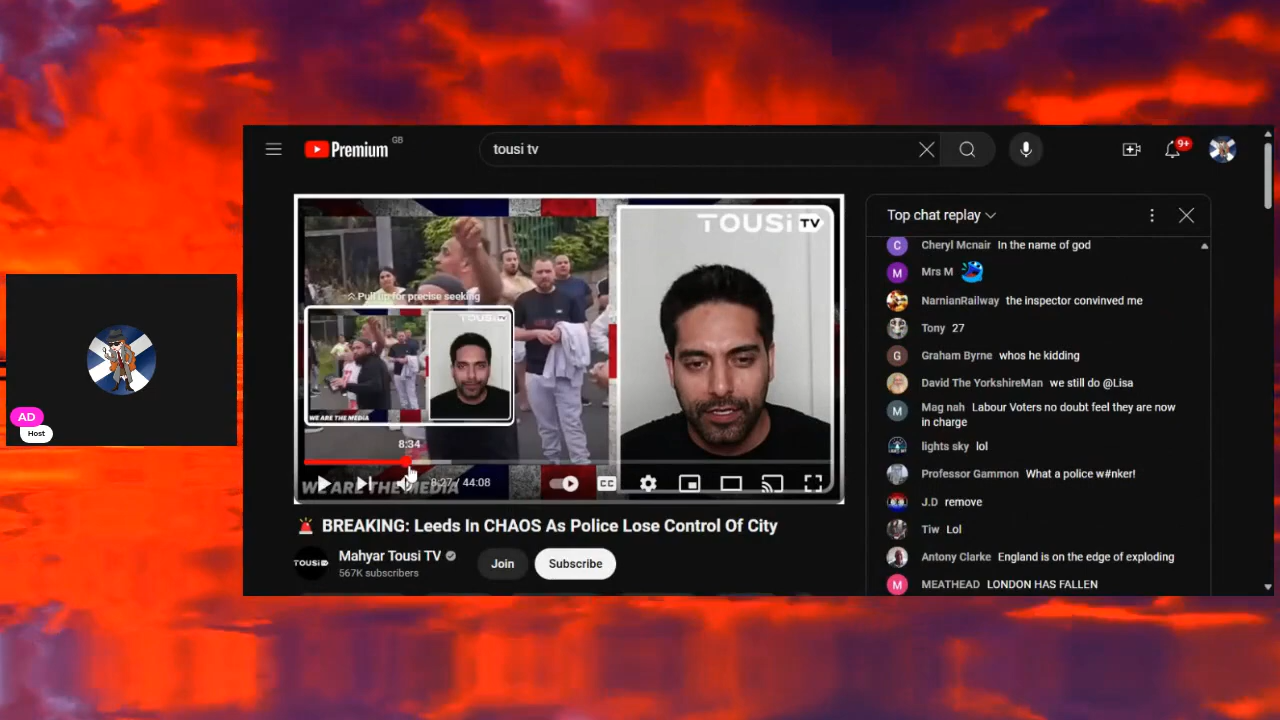 Premium GB
tousi tv
9+
TOUSi TV
Pull up for precise seeking
TOUSi
WE ARE THE MEDIA
8:34
8:27 / 44:08
CC
WE ARE THE MEDIA
🚨 BREAKING: Leeds In CHAOS As Police Lose Control Of City
TOUSi
Mahyar Tousi TV
567K subscribers
Join
Subscribe
Top chat replay
C Cheryl Mcnair In the name of god
M Mrs M
NarnianRailway the inspector convinved me
Tony 27
G Graham Byrne whos he kidding
David The YorkshireMan we still do @Lisa
M Mag nah Labour Voters no doubt feel they are now
in charge
lights sky lol
Professor Gammon What a police w#nker!
J.D remove
Tiw Lol
Antony Clarke England is on the edge of exploding
M MEATHEAD LONDON HAS FALLEN
AD
Host